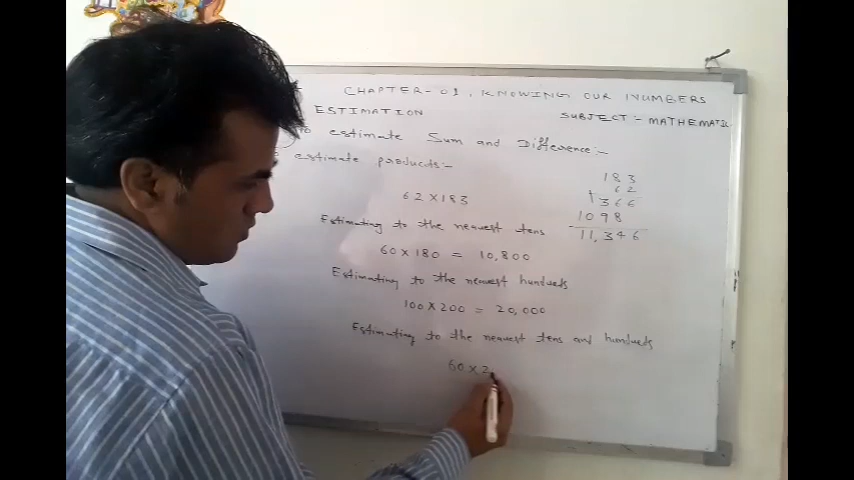 CHAPTER - 01, KNOWING OUR NUMBERS
ESTIMATION
SUBJECT :- MATHEMATIC
to estimate Sum and Difference:-
estimate products:-
62 X 183
Estimating to the nearest tens
60 X 180 = 10,800
Estimating to the nearest hundreds
100 X 200 = 20,000
Estimating to the nearest tens and hundreds
60 X 2
183
62
+ 366
1098
11,346